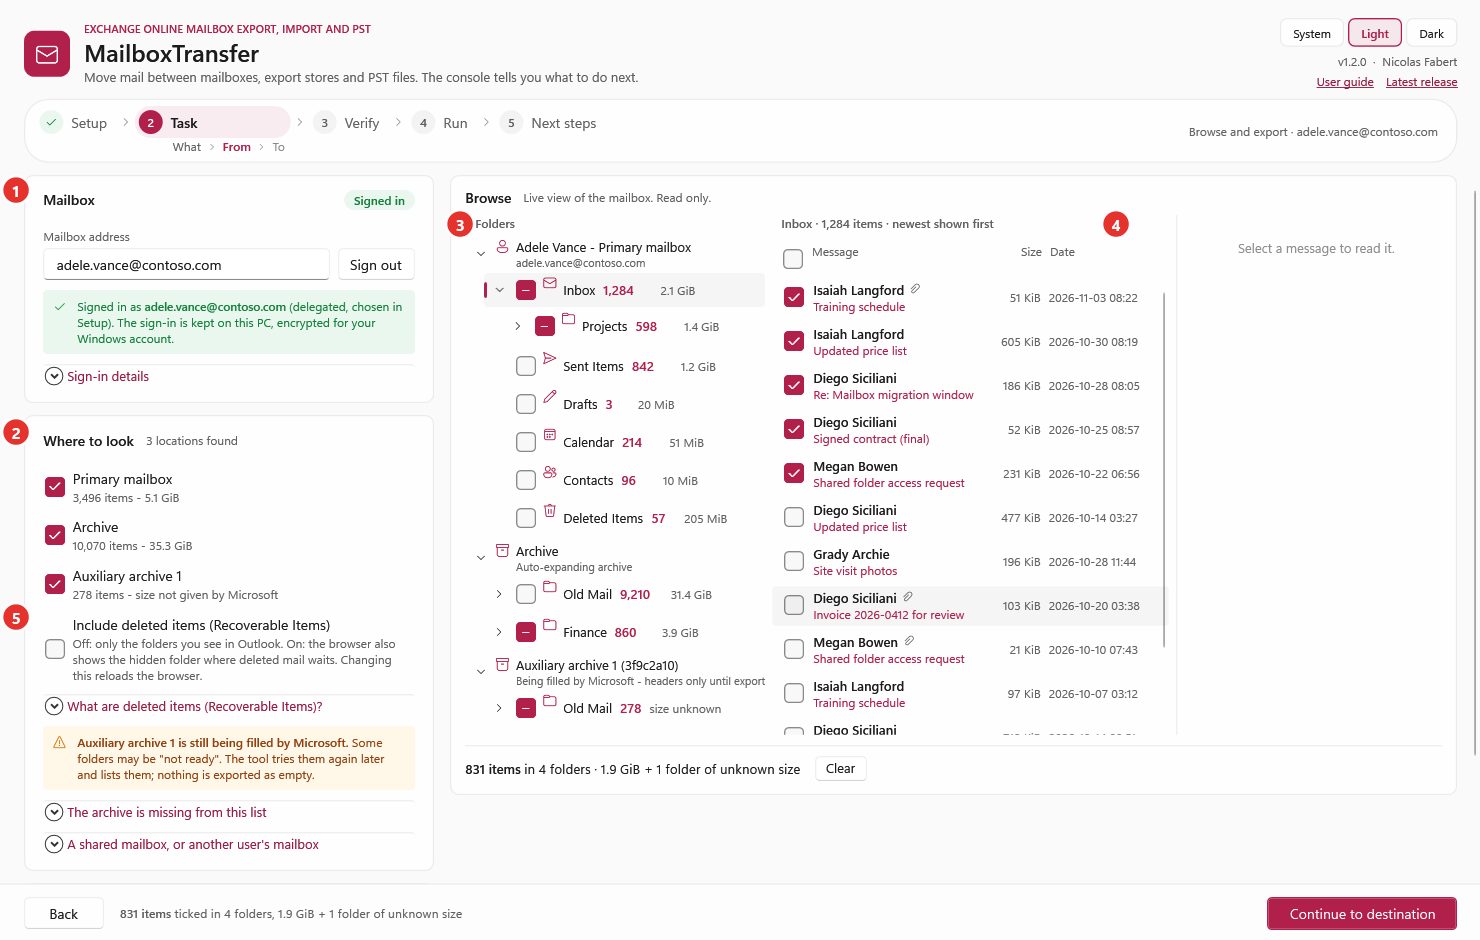 EXCHANGE ONLINE MAILBOX EXPORT, IMPORT AND PST
MailboxTransfer
Move mail between mailboxes, export stores and PST files. The console tells you what to do next.
System
Light
Dark
v1.2.0 · Nicolas Fabert
User guide
Latest release
Setup
2 Task
3 Verify
4 Run
5 Next steps
What
From
To
Browse and export · adele.vance@contoso.com
1
Mailbox
Signed in
Mailbox address
adele.vance@contoso.com
Sign out
Signed in as adele.vance@contoso.com (delegated, chosen in
Setup). The sign-in is kept on this PC, encrypted for your
Windows account.
Sign-in details
2
Where to look 3 locations found
Primary mailbox
3,496 items - 5.1 GiB
Archive
10,070 items - 35.3 GiB
Auxiliary archive 1
278 items - size not given by Microsoft
5
Include deleted items (Recoverable Items)
Off: only the folders you see in Outlook. On: the browser also
shows the hidden folder where deleted mail waits. Changing
this reloads the browser.
What are deleted items (Recoverable Items)?
Auxiliary archive 1 is still being filled by Microsoft. Some
folders may be "not ready". The tool tries them again later
and lists them; nothing is exported as empty.
The archive is missing from this list
A shared mailbox, or another user's mailbox
Browse Live view of the mailbox. Read only.
3
Folders
Adele Vance - Primary mailbox
adele.vance@contoso.com
Inbox 1,284 2.1 GiB
Projects 598 1.4 GiB
Sent Items 842 1.2 GiB
Drafts 3 20 MiB
Calendar 214 51 MiB
Contacts 96 10 MiB
Deleted Items 57 205 MiB
Archive
Auto-expanding archive
Old Mail 9,210 31.4 GiB
Finance 860 3.9 GiB
Auxiliary archive 1 (3f9c2a10)
Being filled by Microsoft - headers only until export
Old Mail 278 size unknown
Inbox · 1,284 items · newest shown first
4
Message Size Date
Isaiah Langford
Training schedule
51 KiB 2026-11-03 08:22
Isaiah Langford
Updated price list
605 KiB 2026-10-30 08:19
Diego Siciliani
Re: Mailbox migration window
186 KiB 2026-10-28 08:05
Diego Siciliani
Signed contract (final)
52 KiB 2026-10-25 08:57
Megan Bowen
Shared folder access request
231 KiB 2026-10-22 06:56
Diego Siciliani
Updated price list
477 KiB 2026-10-14 03:27
Grady Archie
Site visit photos
196 KiB 2026-10-28 11:44
Diego Siciliani
Invoice 2026-0412 for review
103 KiB 2026-10-20 03:38
Megan Bowen
Shared folder access request
21 KiB 2026-10-10 07:43
Isaiah Langford
Training schedule
97 KiB 2026-10-07 03:12
Diego Siciliani
Select a message to read it.
831 items in 4 folders · 1.9 GiB + 1 folder of unknown size
Clear
Back
831 items ticked in 4 folders, 1.9 GiB + 1 folder of unknown size
Continue to destination